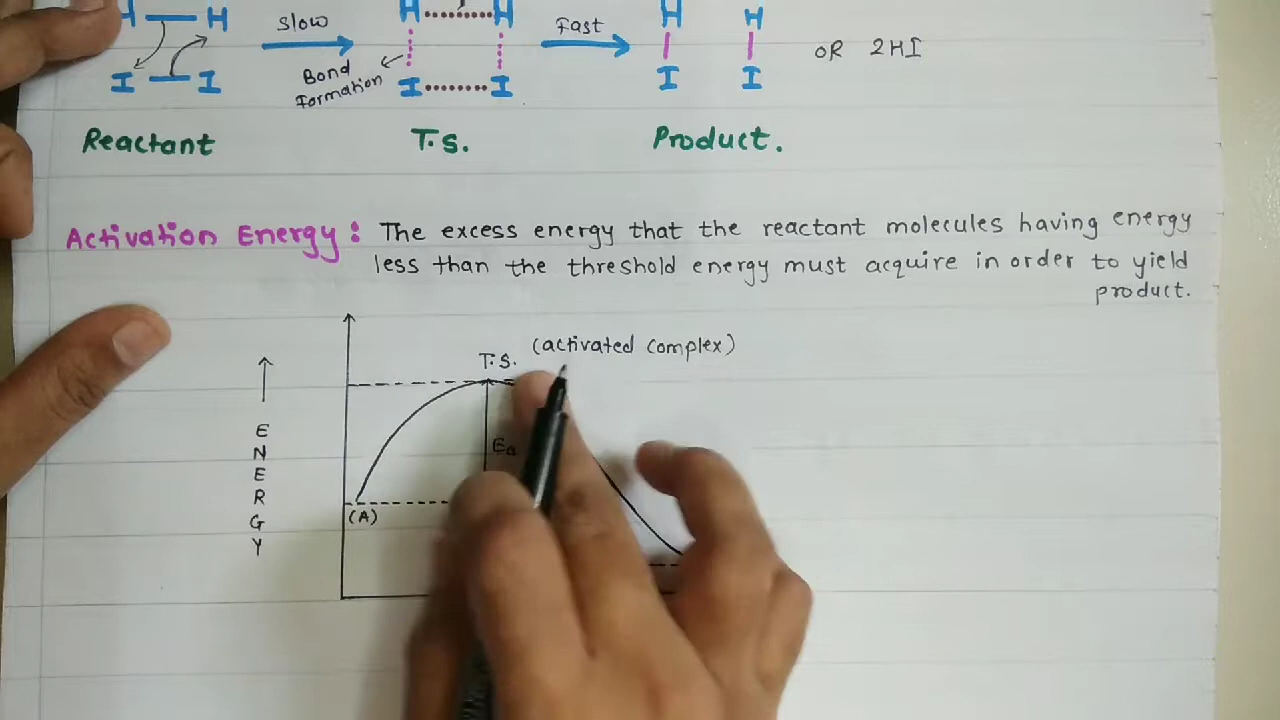 H H Slow H H Fast H H
OR 2HI
Bond
Formation
I I I I I I
Reactant T.S. Product.
Activation Energy: The excess energy that the reactant molecules having energy
less than the threshold energy must acquire in order to yield
product.
T.S. (activated complex)
ENERGY
Ea
(A)